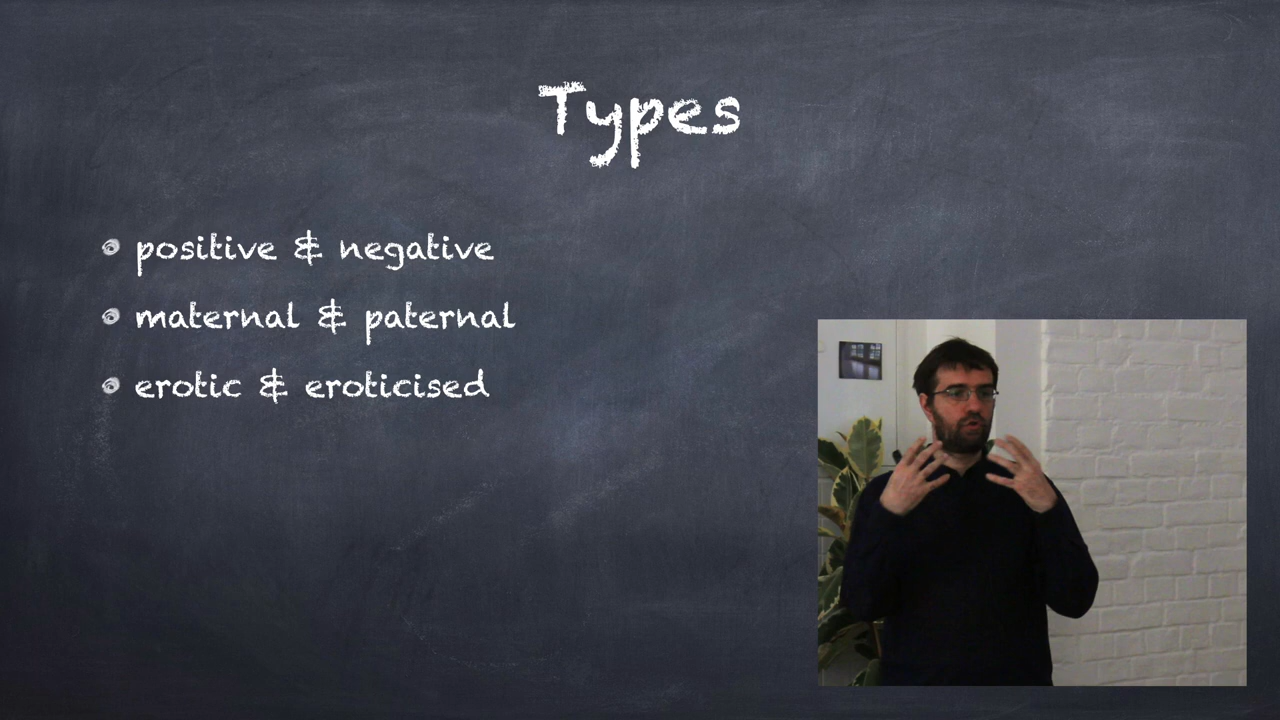 Types
positive & negative
maternal & paternal
erotic & eroticised